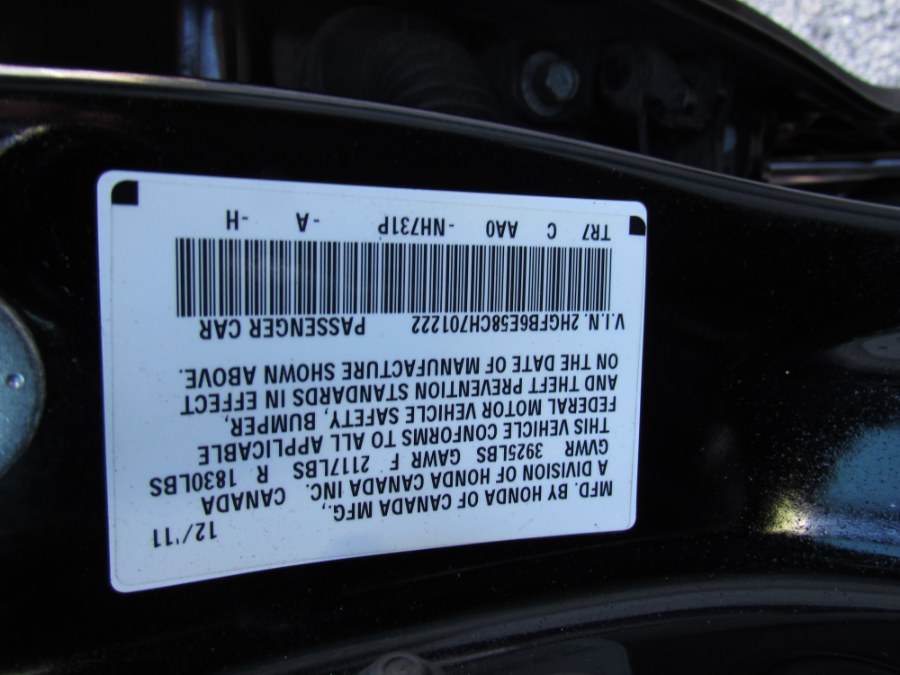 MFD. BY HONDA OF CANADA MFG., 12/'11
A DIVISION OF HONDA CANADA INC. CANADA
GVWR 3925LBS GAWR F 2117LBS R 1830LBS
THIS VEHICLE CONFORMS TO ALL APPLICABLE
FEDERAL MOTOR VEHICLE SAFETY, BUMPER,
AND THEFT PREVENTION STANDARDS IN EFFECT
ON THE DATE OF MANUFACTURE SHOWN ABOVE.
V.I.N. 2HGFB6E58CH701222 PASSENGER CAR
TR7 C AA0 -NH731P -A -H